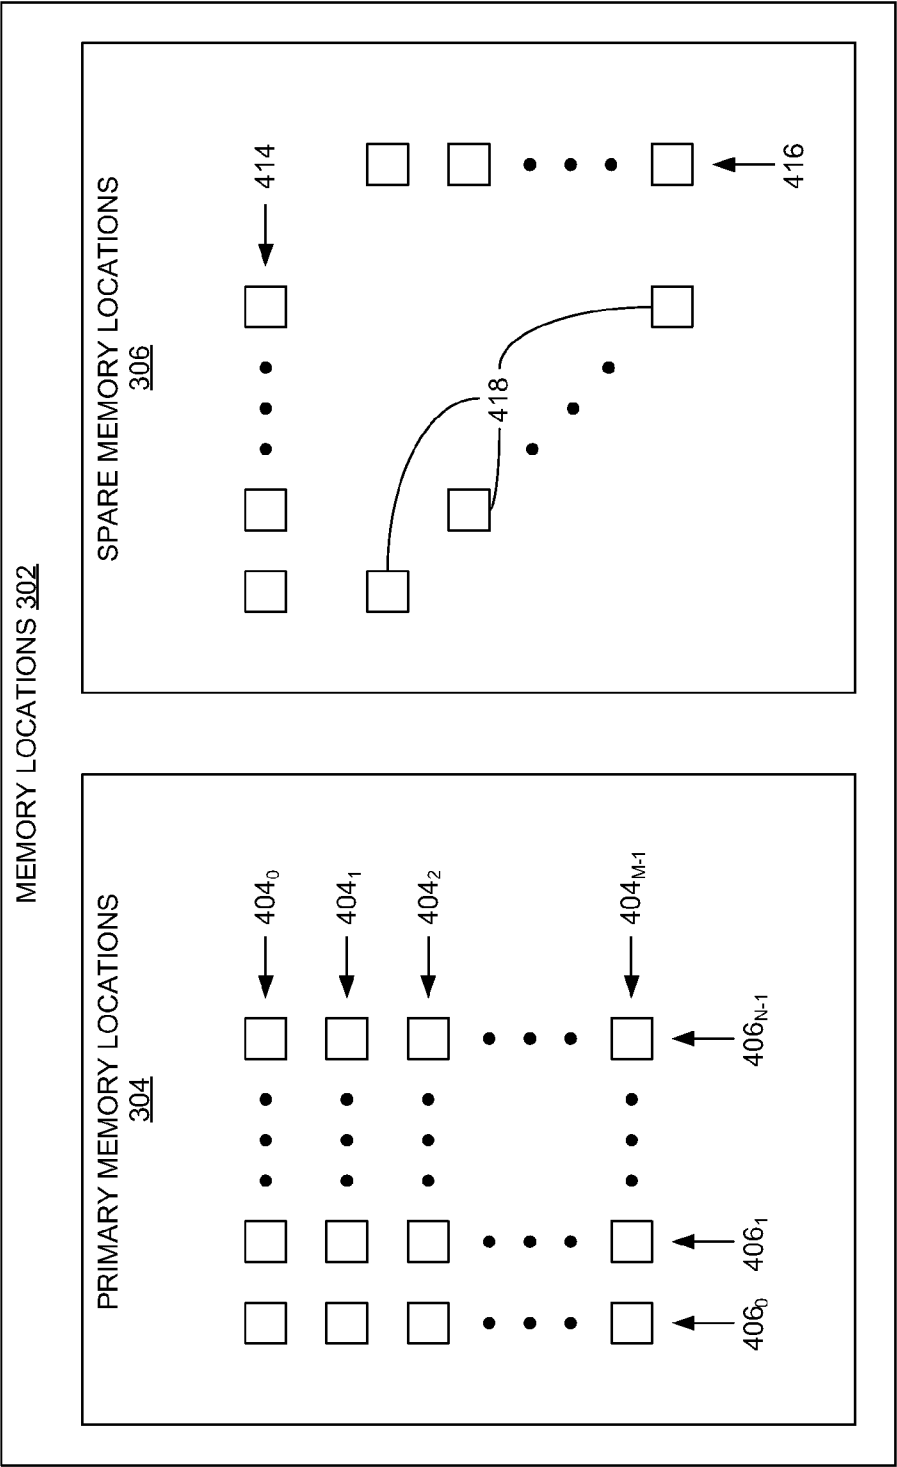 MEMORY LOCATIONS 302
PRIMARY MEMORY LOCATIONS
304
404₀
404₁
404₂
404M-1
406₀
406₁
406N-1
SPARE MEMORY LOCATIONS
306
414
418
416